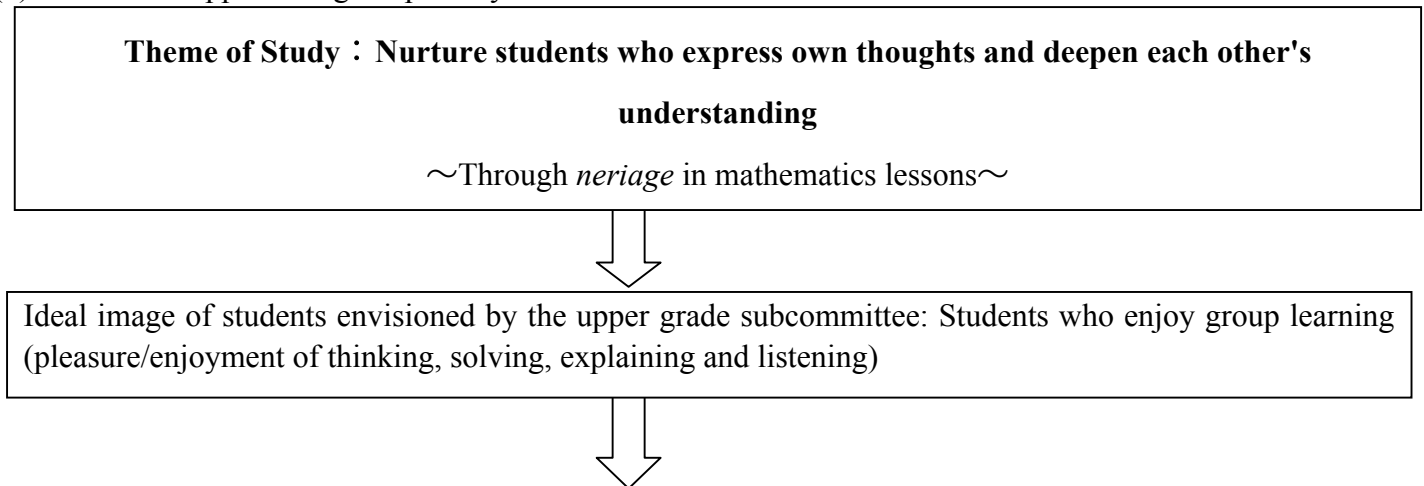 Theme of Study：Nurture students who express own thoughts and deepen each other's
understanding
～Through neriage in mathematics lessons～
Ideal image of students envisioned by the upper grade subcommittee: Students who enjoy group learning
(pleasure/enjoyment of thinking, solving, explaining and listening)